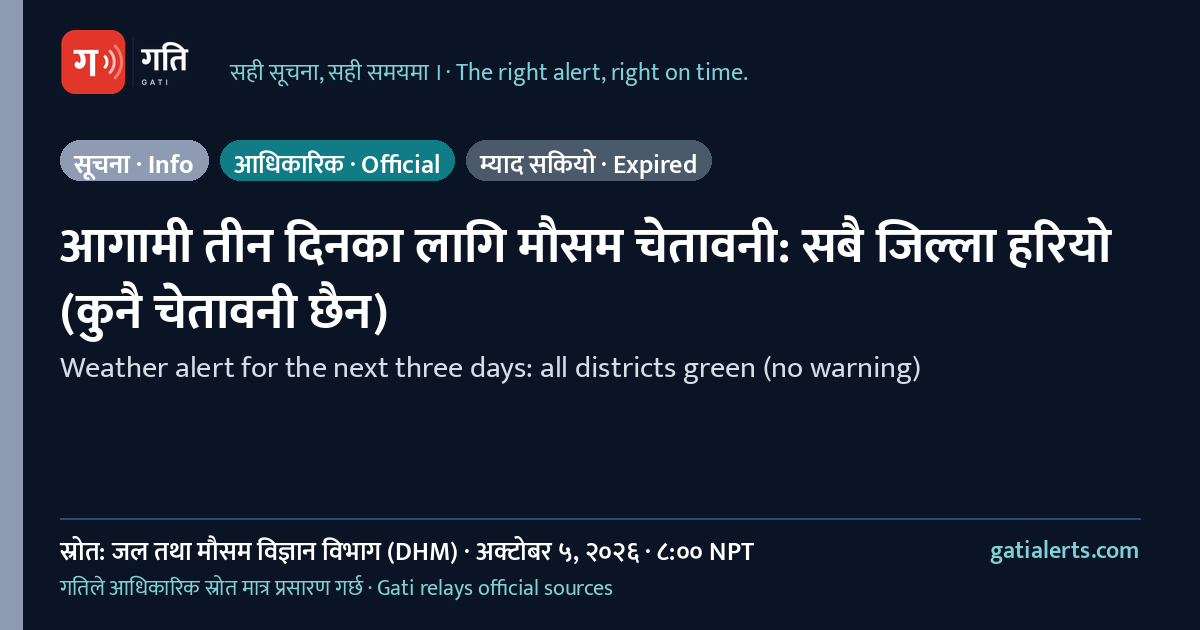 ग
गति
GATI
सही सूचना, सही समयमा । · The right alert, right on time.
सूचना · Info
आधिकारिक · Official
म्याद सकियो · Expired
आगामी तीन दिनका लागि मौसम चेतावनी: सबै जिल्ला हरियो
(कुनै चेतावनी छैन)
Weather alert for the next three days: all districts green (no warning)
स्रोत: जल तथा मौसम विज्ञान विभाग (DHM) · अक्टोबर ५, २०२६ · ८:०० NPT
gatialerts.com
गतिले आधिकारिक स्रोत मात्र प्रसारण गर्छ · Gati relays official sources